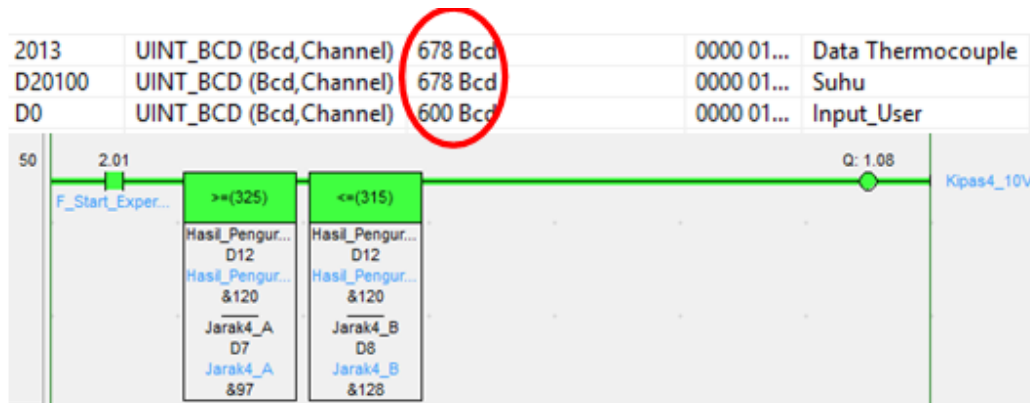 2013 UINT_BCD (Bcd,Channel) 678 Bcd 0000 01... Data Thermocouple
D20100 UINT_BCD (Bcd,Channel) 678 Bcd 0000 01... Suhu
D0 UINT_BCD (Bcd,Channel) 600 Bcd 0000 01... Input_User
50 2.01 Q: 1.08
F_Start_Exper... >=(325) <=(315) Kipas4_10V
Hasil_Pengur... Hasil_Pengur...
D12 D12
Hasil_Pengur... Hasil_Pengur...
&120 &120
Jarak4_A Jarak4_B
D7 D8
Jarak4_A Jarak4_B
&97 &128